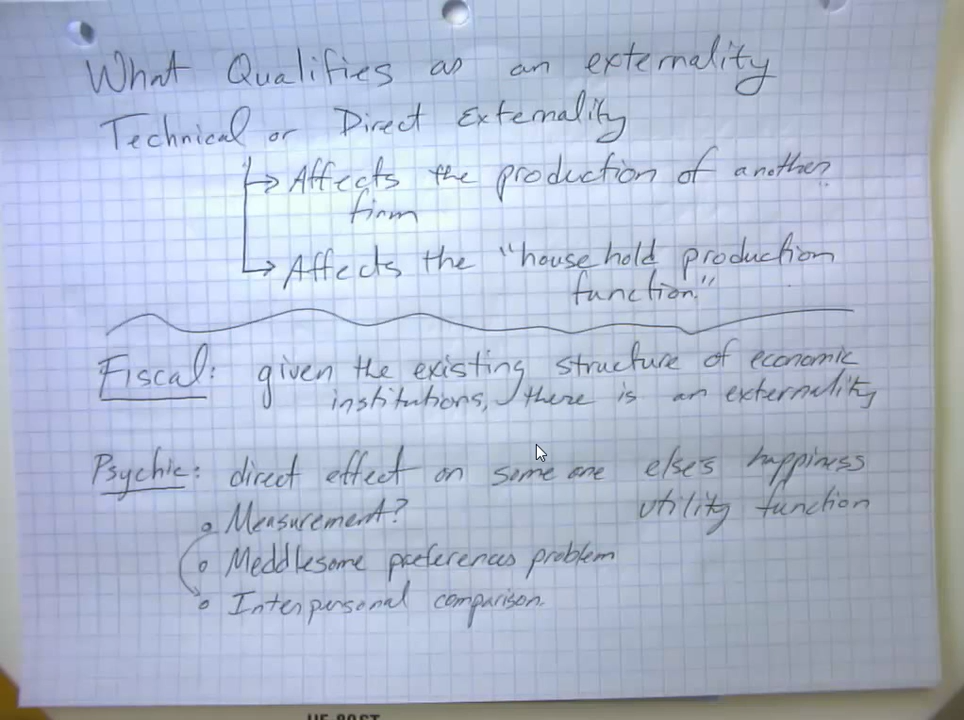 What Qualifies as an externality
Technical or Direct Externality
→ Affects the production of another
firm
→ Affects the "household production
function."
Fiscal: given the existing structure of economic
institutions, there is an externality
Psychic: direct effect on some one else's happiness
utility function
• Measurement?
• Meddlesome preferences problem
• Interpersonal comparison.